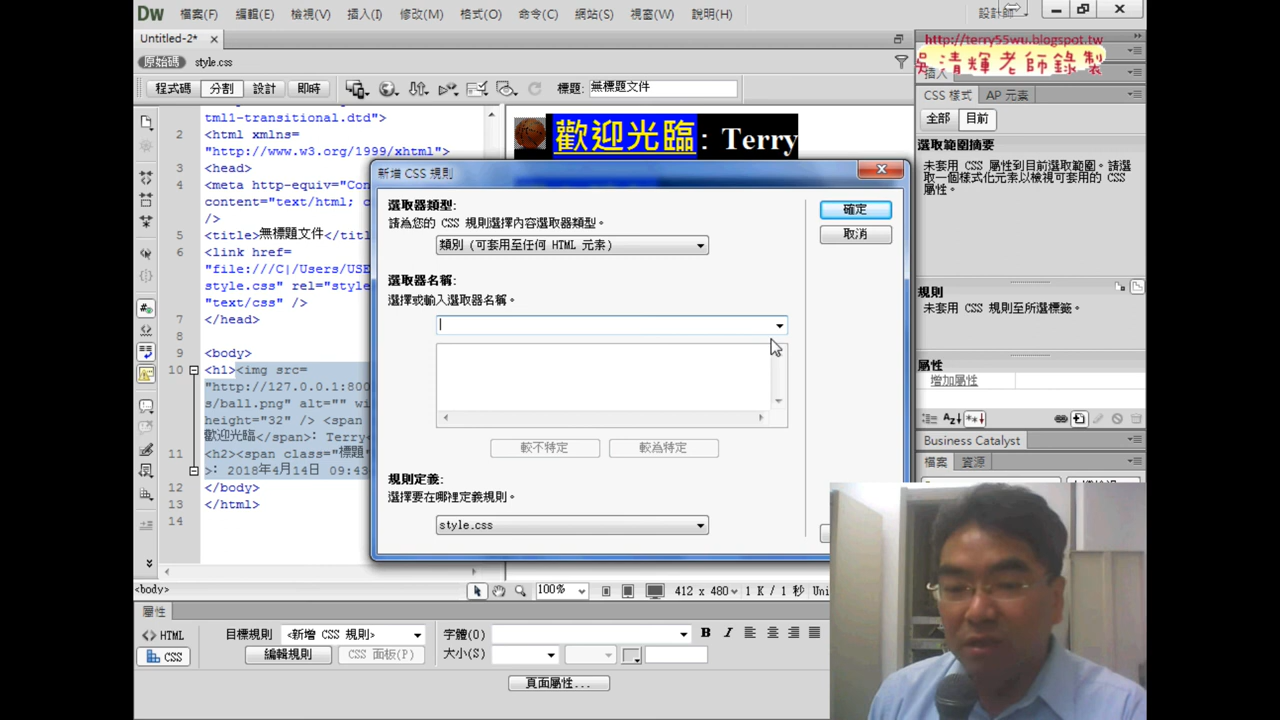 Dw 檔案(F) 編輯(E) 檢視(V) 插入(I) 修改(M) 格式(O) 命令(C) 網站(S) 視窗(W) 說明(H) 設計師
Untitled-2* ×
原始碼 style.css
程式碼 分割 設計 即時 標題: 無標題文件
http://terry55wu.blogspot.tw
吳清輝老師錄製
插入
CSS 樣式 AP 元素
全部 目前
選取範圍摘要
未套用 CSS 屬性到目前選取範圍。請選
取一個樣式化元素以檢視可套用的 CSS
屬性。
規則
未套用 CSS 規則至所選標籤。
屬性
增加屬性
Business Catalyst
檔案 資源
tml1-transitional.dtd">
2 <html xmlns=
"http://www.w3.org/1999/xhtml">
3 <head>
4 <meta http-equiv="Con
content="text/html; c
/>
5 <title>無標題文件</tit
6 <link href=
"file:///C|/Users/USE
style.css" rel="style
"text/css" />
7 </head>
8
9 <body>
10 <h1><img src=
"http://127.0.0.1:800
s/ball.png" alt="" wi
height="32" /> <span
歡迎光臨</span>: Terry<
11 <h2><span class="標題"
>: 2018年4月14日 09:43
12 </body>
13 </html>
14
歡迎光臨: Terry
新增 CSS 規則
選取器類型:
請為您的 CSS 規則選擇內容選取器類型。
類別 (可套用至任何 HTML 元素)
選取器名稱:
選擇或輸入選取器名稱。
較不特定 較為特定
規則定義:
選擇要在哪裡定義規則。
style.css
確定
取消
<body> 100% 412 x 480 1 K / 1 秒 Uni
屬性
<> HTML 目標規則 <新增 CSS 規則> 字體(O) B I
CSS 編輯規則 CSS 面板(P) 大小(S)
頁面屬性...